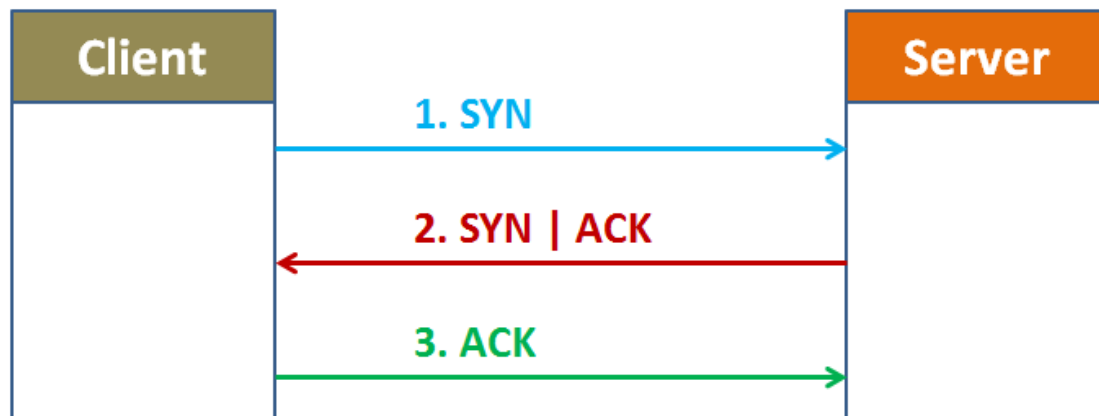 Client
Server
1. SYN
2. SYN | ACK
3. ACK